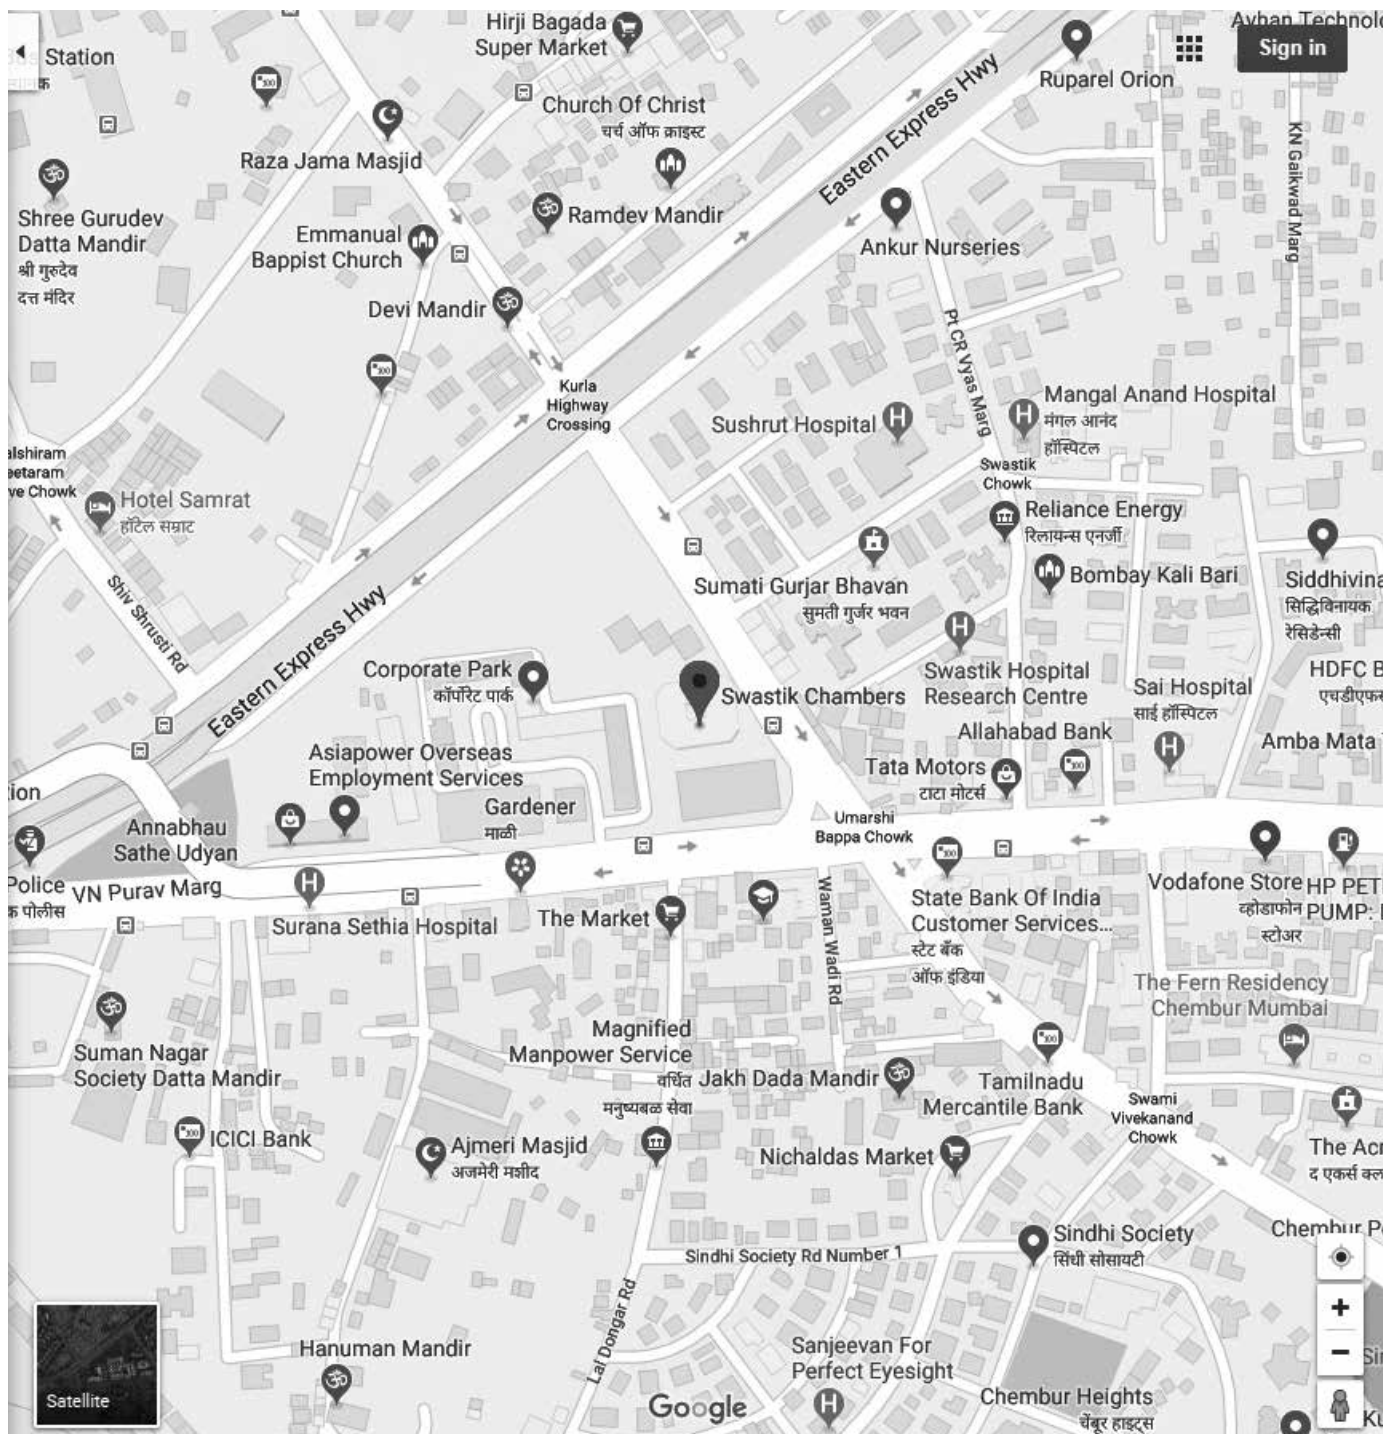 Hirji Bagada
Super Market
Station
Ruparel Orion
Sign in
Church Of Christ
चर्च ऑफ क्राइस्ट
Raza Jama Masjid
Eastern Express Hwy
KN Gaikwad Marg
Shree Gurudev
Datta Mandir
श्री गुरुदेव
दत्त मंदिर
Ramdev Mandir
Emmanual
Bappist Church
Ankur Nurseries
Devi Mandir
Pt CR Vyas Marg
Kurla
Highway
Crossing
Mangal Anand Hospital
मंगल आनंद
हॉस्पिटल
Sushrut Hospital
Swastik
Chowk
Hotel Samrat
हॉटेल सम्राट
Reliance Energy
रिलायन्स एनर्जी
Bombay Kali Bari
Sumati Gurjar Bhavan
सुमती गुर्जर भवन
सिद्धिविनायक
रेसिडेन्सी
Shiv Shrusti Rd
Eastern Express Hwy
Corporate Park
कॉर्पोरेट पार्क
Swastik Chambers
Swastik Hospital
Research Centre
Sai Hospital
साई हॉस्पिटल
HDFC
Allahabad Bank
Amba Mata
Asiapower Overseas
Employment Services
Tata Motors
टाटा मोटर्स
Gardener
माळी
Umarshi
Bappa Chowk
Annabhau
Sathe Udyan
Police
पोलीस
VN Purav Marg
Surana Sethia Hospital
The Market
Waman Wadi Rd
State Bank Of India
Customer Services...
स्टेट बँक
ऑफ इंडिया
Vodafone Store
व्होडाफोन
स्टोअर
HP
PUMP:
The Fern Residency
Chembur Mumbai
Suman Nagar
Society Datta Mandir
Magnified
Manpower Service
वर्धित
मनुष्यबळ सेवा
Jakh Dada Mandir
Tamilnadu
Mercantile Bank
Swami
Vivekanand
Chowk
ICICI Bank
Ajmeri Masjid
अजमेरी मशीद
Nichaldas Market
The
द एकर्स
Sindhi Society
सिंधी सोसायटी
Chembur
Sindhi Society Rd Number 1
Lal Dongar Rd
Hanuman Mandir
Sanjeevan For
Perfect Eyesight
Chembur Heights
चेंबूर हाइट्स
Satellite
Google